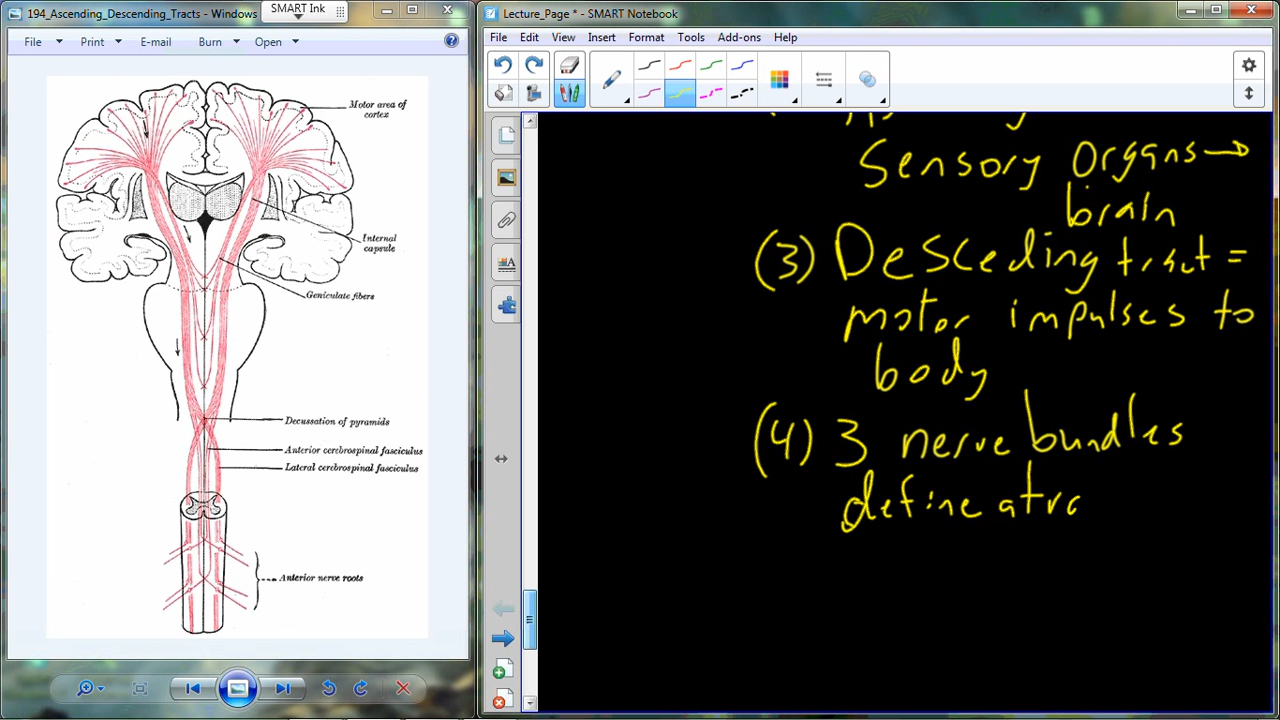 194_Ascending_Descending_Tracts - Windows
SMART Ink
File Print E-mail Burn Open
Motor area of
cortex
Internal
capsule
Geniculate fibers
Decussation of pyramids
Anterior cerebrospinal fasciculus
Lateral cerebrospinal fasciculus
Anterior nerve roots
Lecture_Page * - SMART Notebook
File Edit View Insert Format Tools Add-ons Help
Sensory Organs →
brain
(3) Desceding tract =
motor impulses to
body
(4) 3 nerve bundles
define a tra